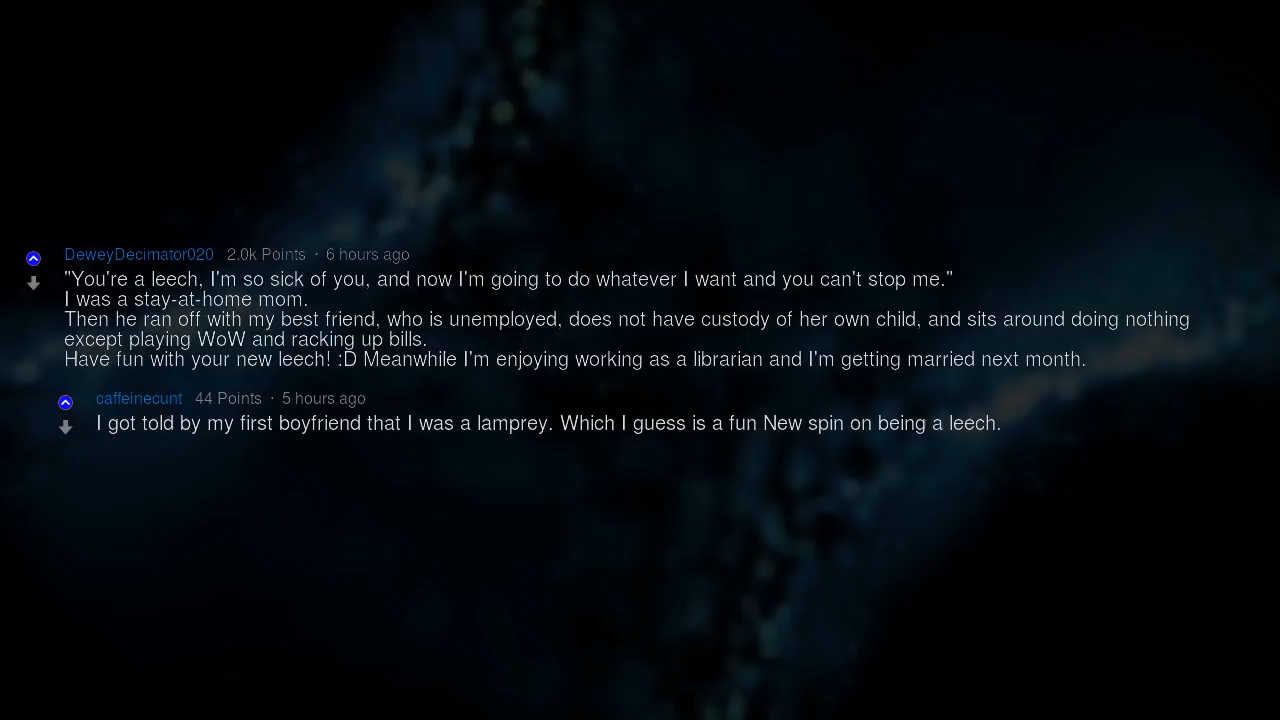 DeweyDecimator020 2.0k Points · 6 hours ago
"You're a leech, I'm so sick of you, and now I'm going to do whatever I want and you can't stop me."
I was a stay-at-home mom.
Then he ran off with my best friend, who is unemployed, does not have custody of her own child, and sits around doing nothing
except playing WoW and racking up bills.
Have fun with your new leech! :D Meanwhile I'm enjoying working as a librarian and I'm getting married next month.
caffeinecunt 44 Points · 5 hours ago
I got told by my first boyfriend that I was a lamprey. Which I guess is a fun New spin on being a leech.